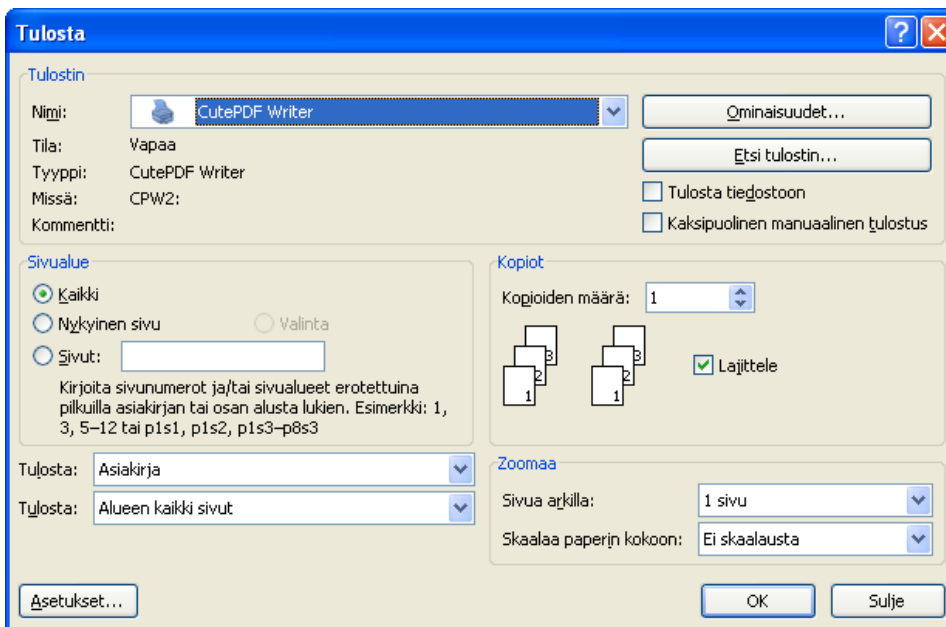 Tulosta
Tulostin
Nimi: CutePDF Writer Ominaisuudet...
Tila: Vapaa Etsi tulostin...
Tyyppi: CutePDF Writer
Missä: CPW2: Tulosta tiedostoon
Kommentti: Kaksipuolinen manuaalinen tulostus
Sivualue
Kaikki
Nykyinen sivu Valinta
Sivut:
Kirjoita sivunumerot ja/tai sivualueet erotettuina
pilkuilla asiakirjan tai osan alusta lukien. Esimerkki: 1,
3, 5–12 tai p1s1, p1s2, p1s3–p8s3
Kopiot
Kopioiden määrä: 1
3 3
2 2
1 1
Lajittele
Tulosta: Asiakirja
Tulosta: Alueen kaikki sivut
Zoomaa
Sivua arkilla: 1 sivu
Skaalaa paperin kokoon: Ei skaalausta
Asetukset... OK Sulje